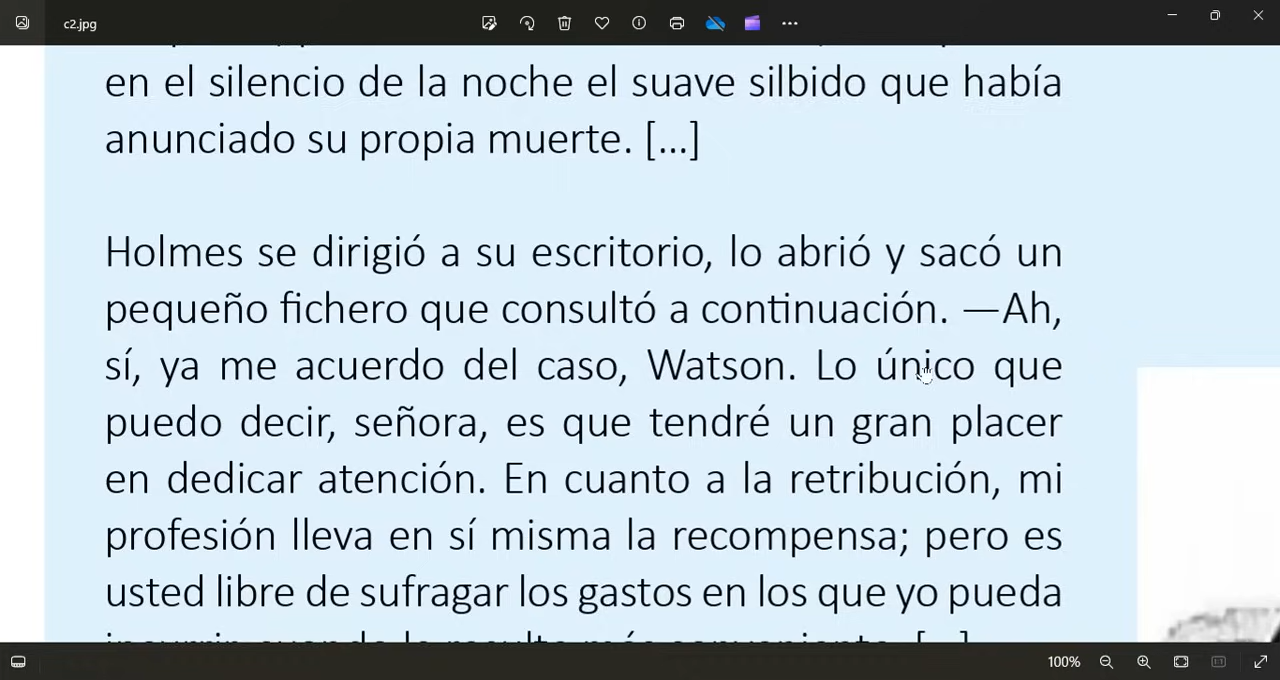 c2.jpg
en el silencio de la noche el suave silbido que había
anunciado su propia muerte. [...]
Holmes se dirigió a su escritorio, lo abrió y sacó un
pequeño fichero que consultó a continuación. —Ah,
sí, ya me acuerdo del caso, Watson. Lo único que
puedo decir, señora, es que tendré un gran placer
en dedicar atención. En cuanto a la retribución, mi
profesión lleva en sí misma la recompensa; pero es
usted libre de sufragar los gastos en los que yo pueda
100%